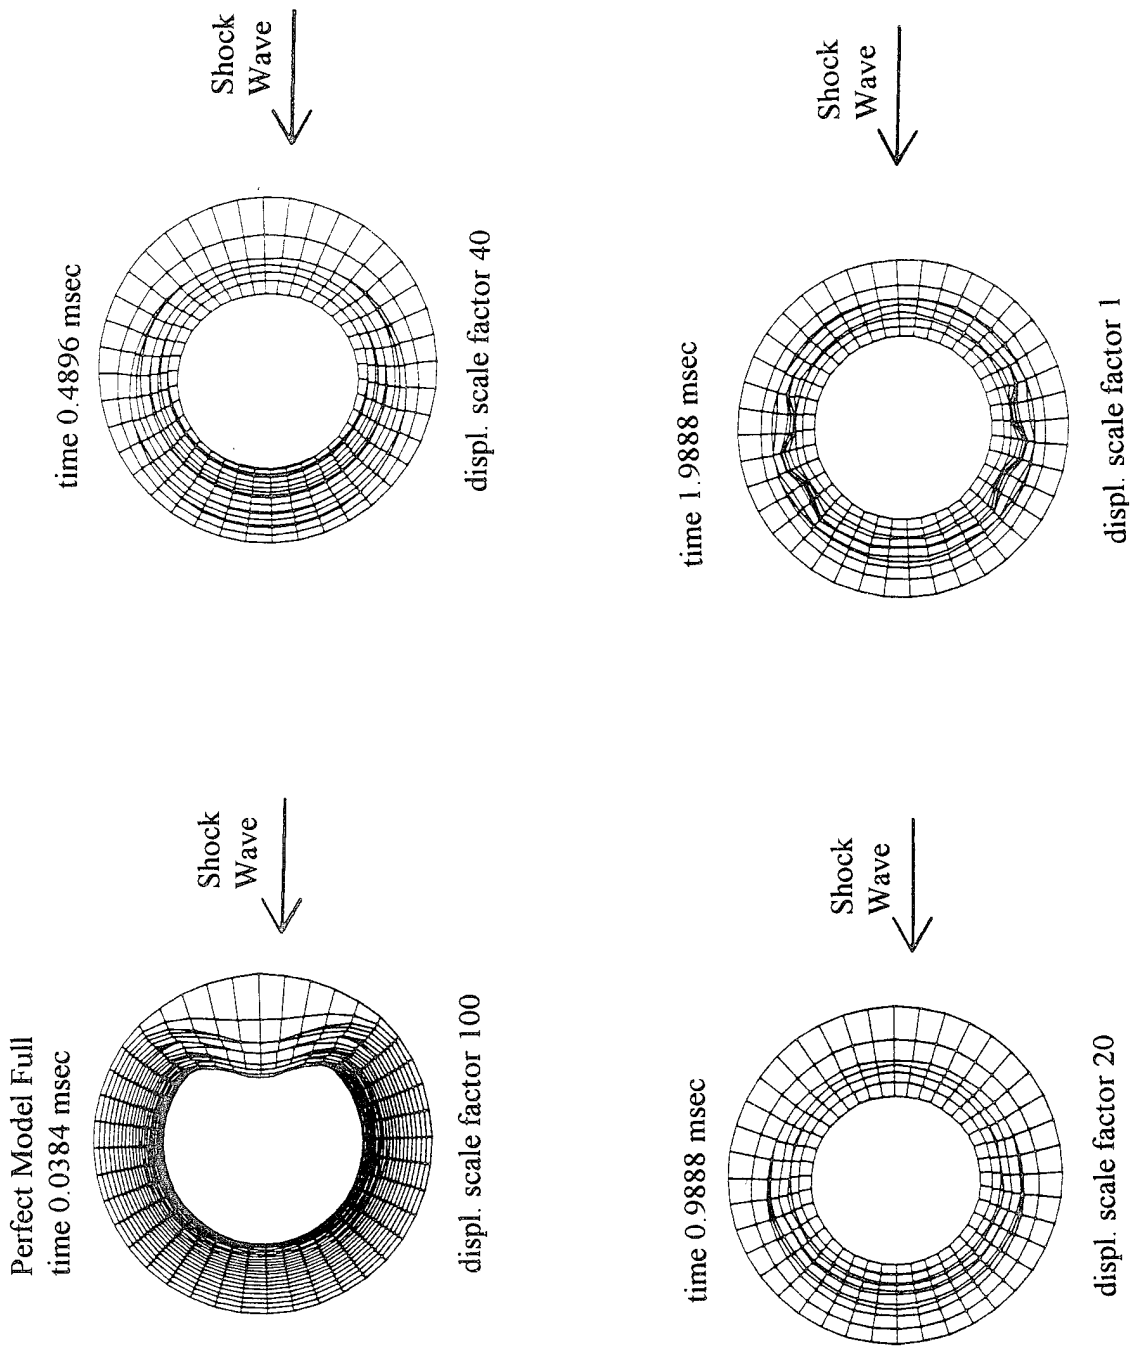 Perfect Model Full
time 0.0384 msec
Shock
Wave
displ. scale factor 100
time 0.4896 msec
Shock
Wave
displ. scale factor 40
time 0.9888 msec
Shock
Wave
displ. scale factor 20
time 1.9888 msec
Shock
Wave
displ. scale factor 1